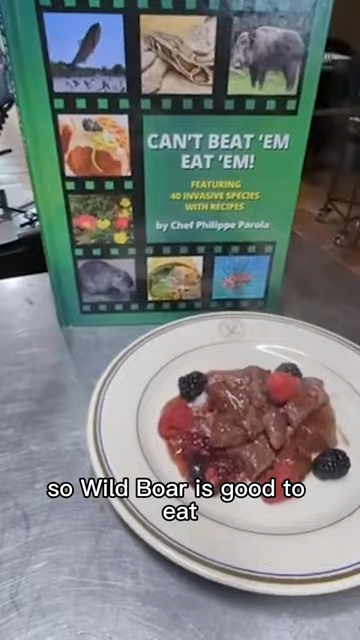 CAN'T BEAT 'EM
EAT 'EM!
FEATURING
40 INVASIVE SPECIES
WITH RECIPES
by Chef Philippe Parola
so Wild Boar is good to
eat